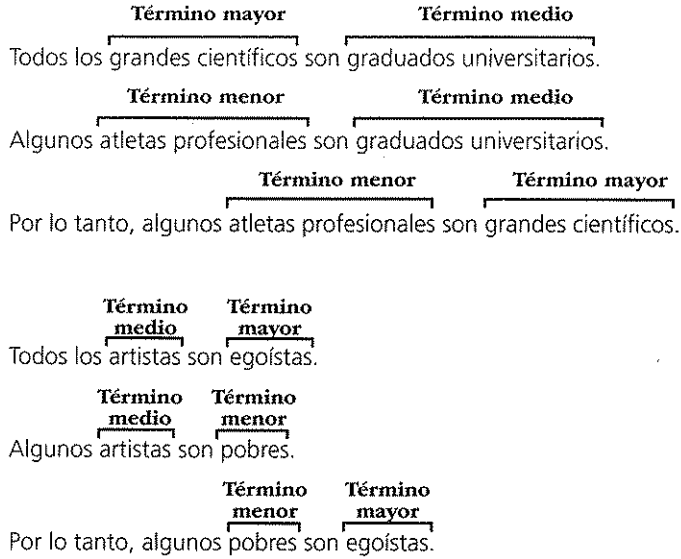 Término mayor Término medio
Todos los grandes científicos son graduados universitarios.
Término menor Término medio
Algunos atletas profesionales son graduados universitarios.
Término menor Término mayor
Por lo tanto, algunos atletas profesionales son grandes científicos.
Término Término
medio mayor
Todos los artistas son egoístas.
Término Término
medio menor
Algunos artistas son pobres.
Término Término
menor mayor
Por lo tanto, algunos pobres son egoístas.